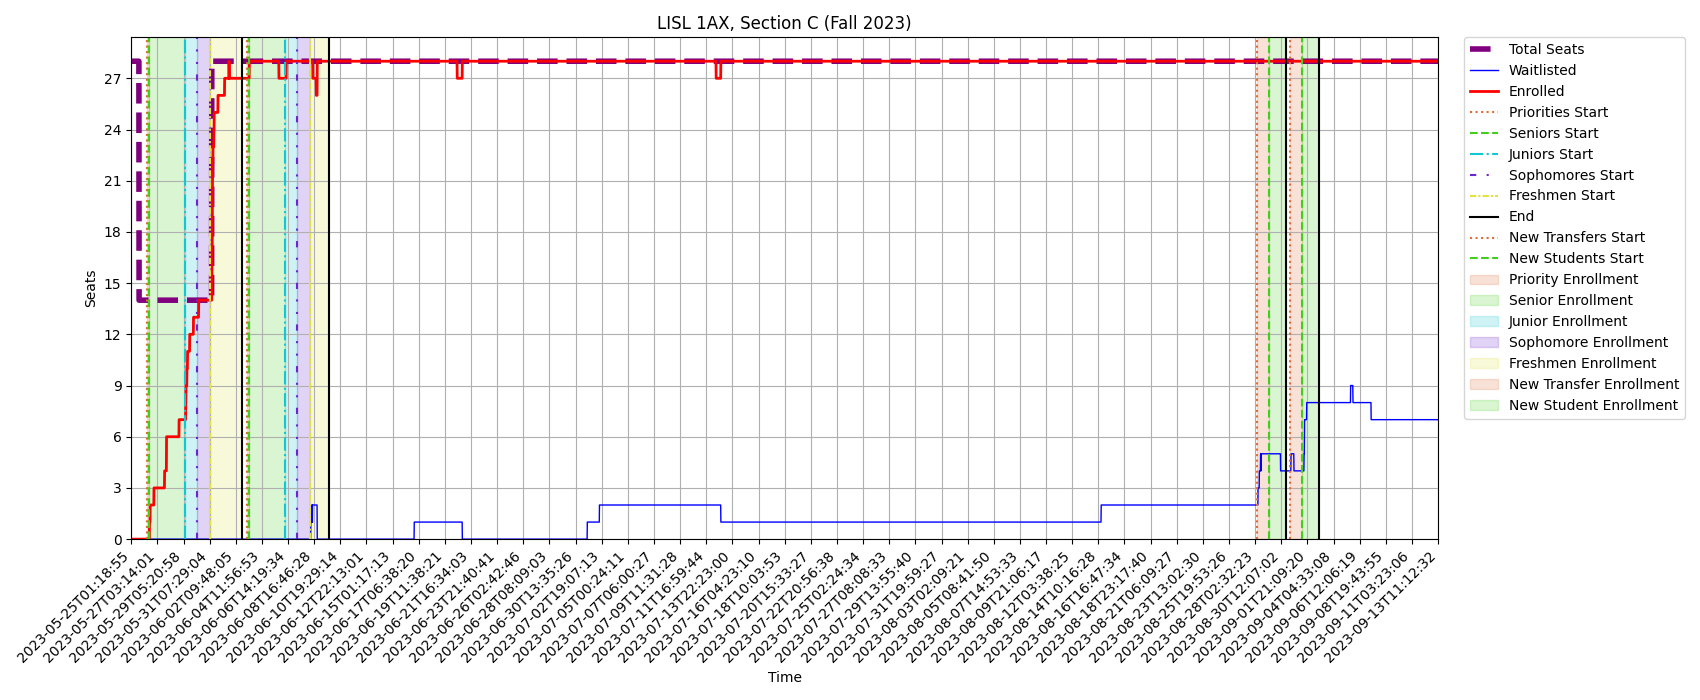 LISL 1AX, Section C (Fall 2023)
Seats
27
24
21
18
15
12
9
6
3
0
2023-05-25T01:18:55
2023-05-27T03:14:01
2023-05-29T05:20:58
2023-05-31T07:29:04
2023-06-02T09:48:05
2023-06-04T11:56:53
2023-06-06T14:19:34
2023-06-08T16:46:28
2023-06-10T19:29:14
2023-06-12T22:13:01
2023-06-15T01:17:13
2023-06-17T06:38:20
2023-06-19T11:38:21
2023-06-21T16:34:03
2023-06-23T21:40:41
2023-06-26T02:42:46
2023-06-28T08:09:03
2023-06-30T13:35:26
2023-07-02T19:07:13
2023-07-05T00:24:11
2023-07-07T06:00:27
2023-07-09T11:31:28
2023-07-11T16:59:44
2023-07-13T22:23:00
2023-07-16T04:23:10
2023-07-18T10:03:53
2023-07-20T15:33:27
2023-07-22T20:56:38
2023-07-25T02:24:34
2023-07-27T08:08:33
2023-07-29T13:55:40
2023-07-31T19:59:27
2023-08-03T02:09:21
2023-08-05T08:41:50
2023-08-07T14:53:33
2023-08-09T21:06:17
2023-08-12T03:38:25
2023-08-14T10:16:28
2023-08-16T16:47:34
2023-08-18T23:17:40
2023-08-21T06:09:27
2023-08-23T13:02:30
2023-08-25T19:53:26
2023-08-28T02:32:23
2023-08-30T12:07:02
2023-09-01T21:09:20
2023-09-04T04:33:08
2023-09-06T12:06:19
2023-09-08T19:43:55
2023-09-11T03:23:06
2023-09-13T11:12:32
Time
Total Seats
Waitlisted
Enrolled
Priorities Start
Seniors Start
Juniors Start
Sophomores Start
Freshmen Start
End
New Transfers Start
New Students Start
Priority Enrollment
Senior Enrollment
Junior Enrollment
Sophomore Enrollment
Freshmen Enrollment
New Transfer Enrollment
New Student Enrollment